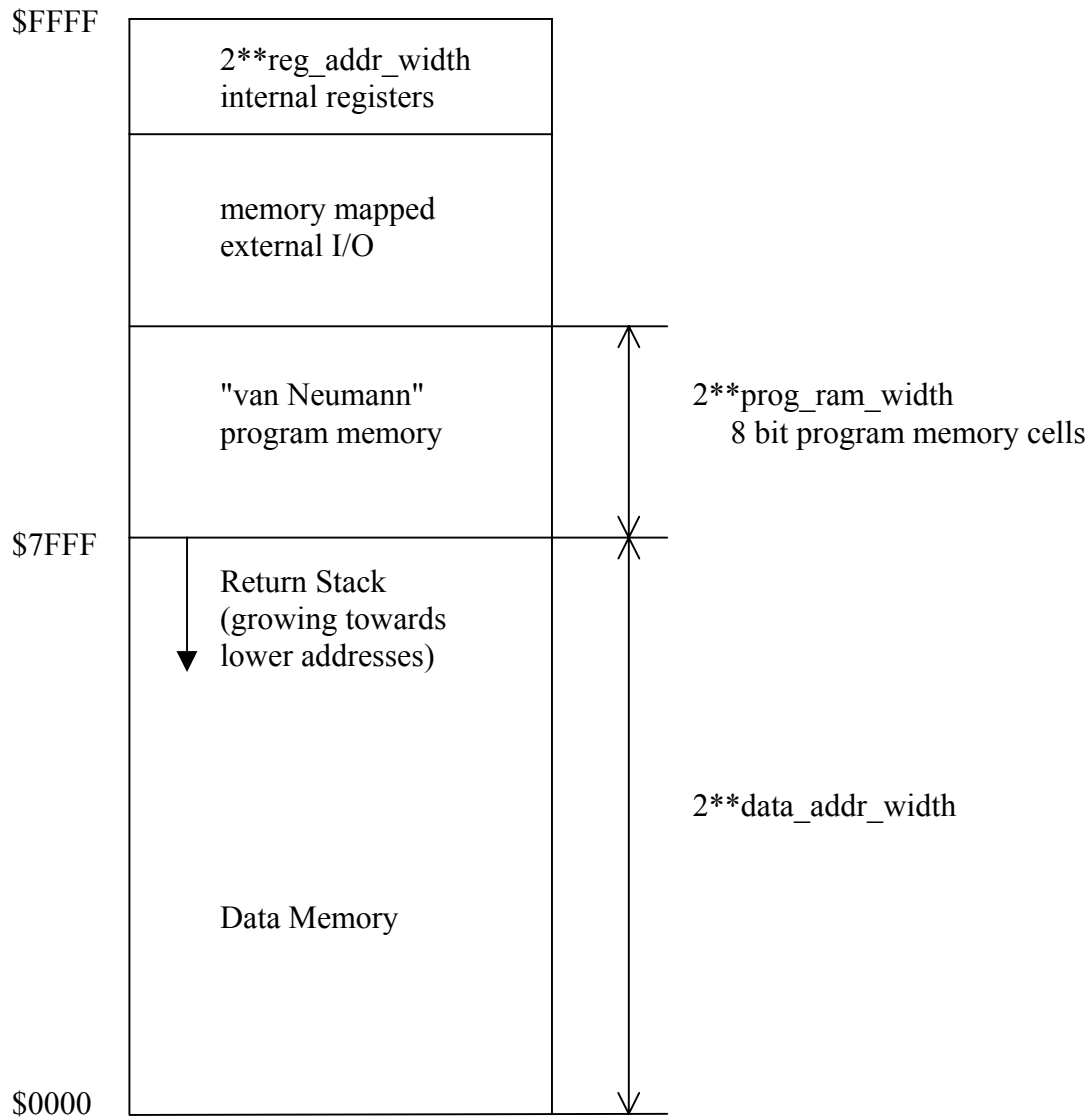 $FFFF
2**reg_addr_width
internal registers
memory mapped
external I/O
"van Neumann"
program memory
2**prog_ram_width
8 bit program memory cells
$7FFF
Return Stack
(growing towards
lower addresses)
2**data_addr_width
Data Memory
$0000